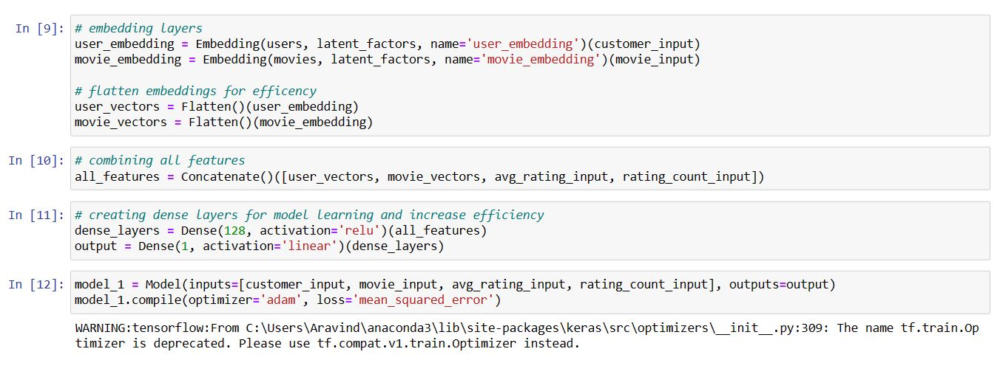 In [9]: # embedding layers
user_embedding = Embedding(users, latent_factors, name='user_embedding')(customer_input)
movie_embedding = Embedding(movies, latent_factors, name='movie_embedding')(movie_input)
# flatten embeddings for efficency
user_vectors = Flatten()(user_embedding)
movie_vectors = Flatten()(movie_embedding)
In [10]: # combining all features
all_features = Concatenate()([user_vectors, movie_vectors, avg_rating_input, rating_count_input])
In [11]: # creating dense layers for model learning and increase efficiency
dense_layers = Dense(128, activation='relu')(all_features)
output = Dense(1, activation='linear')(dense_layers)
In [12]: model_1 = Model(inputs=[customer_input, movie_input, avg_rating_input, rating_count_input], outputs=output)
model_1.compile(optimizer='adam', loss='mean_squared_error')
WARNING:tensorflow:From C:\Users\Aravind\anaconda3\lib\site-packages\keras\src\optimizers\__init__.py:309: The name tf.train.Op
timizer is deprecated. Please use tf.compat.v1.train.Optimizer instead.